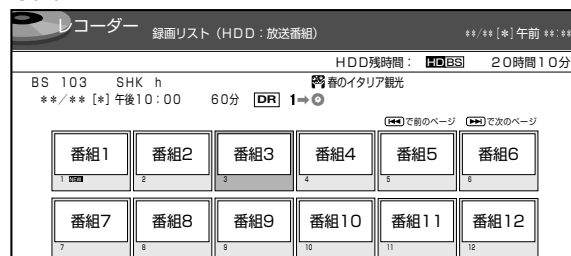 レコーダー 録画リスト（HDD：放送番組） **/**[*]午前 **:**
HDD残時間： HD BS 20時間10分
BS 103 SHK h 春のイタリア観光
**/**[*]午後10：00 60分 DR 1⇒
で前のページ で次のページ
番組1 番組2 番組3 番組4 番組5 番組6
1 NEW 2 3 4 5 6
番組7 番組8 番組9 番組10 番組11 番組12
7 8 9 10 11 12